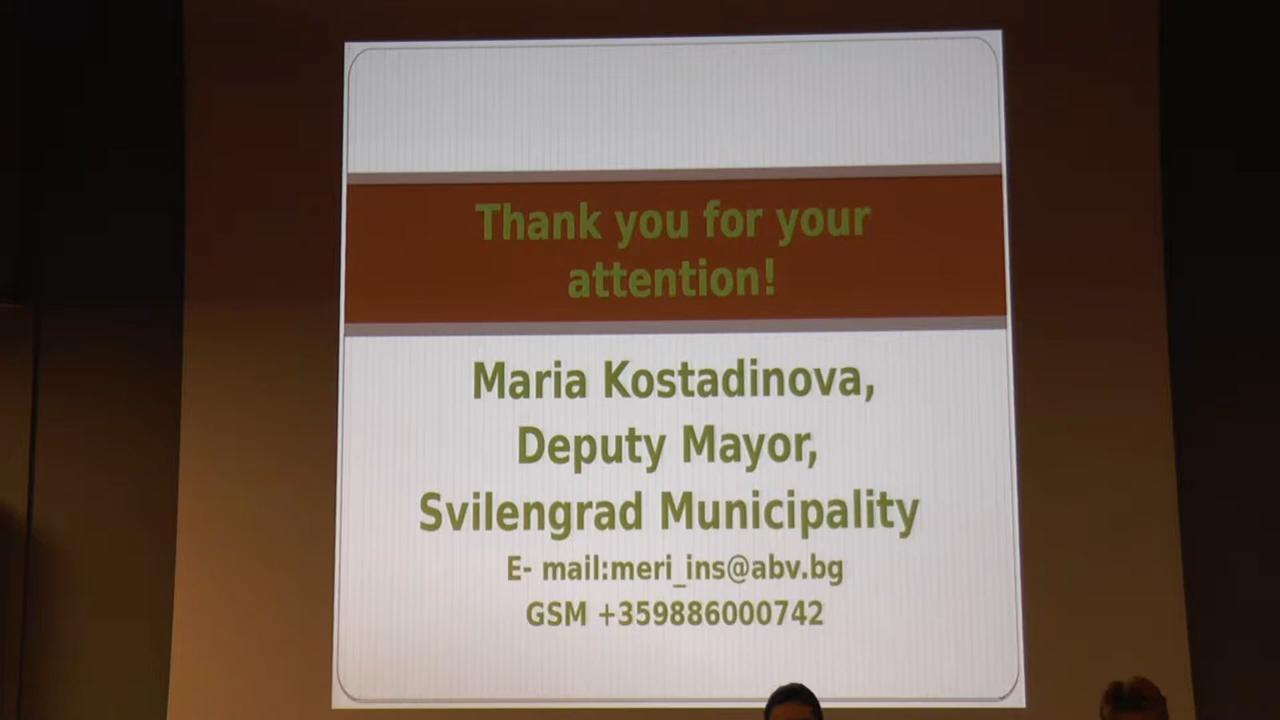 Thank you for your
attention!
Maria Kostadinova,
Deputy Mayor,
Svilengrad Municipality
E- mail:meri_ins@abv.bg
GSM +359886000742